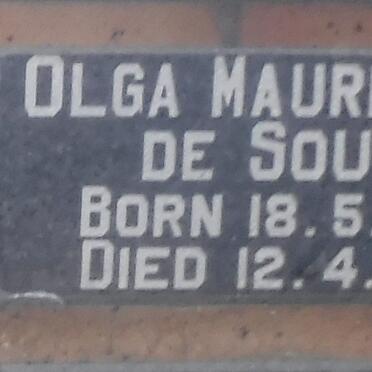 OLGA MAUR
DE SOU
BORN 18.5.
DIED 12.4.